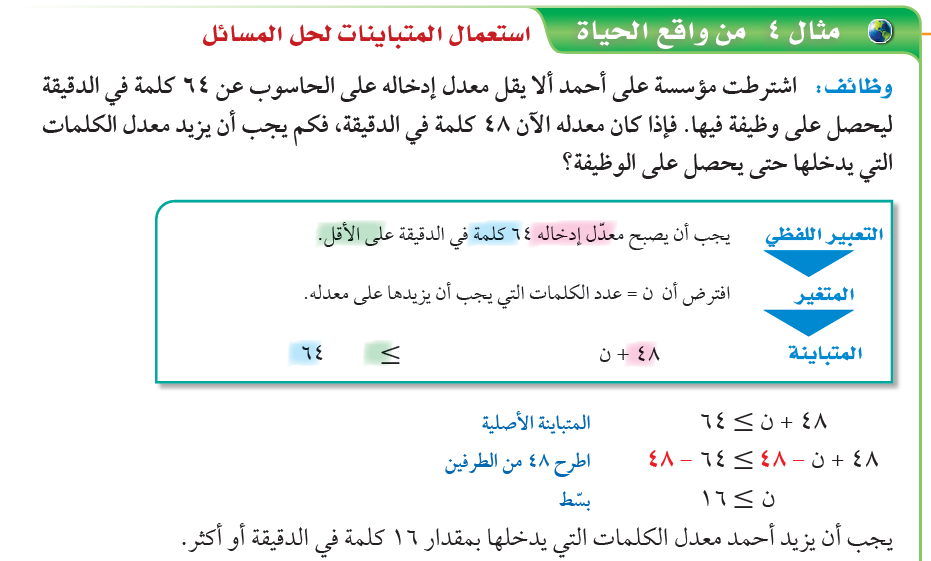 مثال ٤ من واقع الحياة استعمال المتباينات لحل المسائل
وظائف: اشترطت مؤسسة على أحمد ألا يقل معدل إدخاله على الحاسوب عن ٦٤ كلمة في الدقيقة
ليحصل على وظيفة فيها. فإذا كان معدله الآن ٤٨ كلمة في الدقيقة، فكم يجب أن يزيد معدل الكلمات
التي يدخلها حتى يحصل على الوظيفة؟
التعبير اللفظي يجب أن يصبح معدّل إدخاله ٦٤ كلمة في الدقيقة على الأقل.
المتغير افترض أن ن = عدد الكلمات التي يجب أن يزيدها على معدله.
المتباينة ٤٨ + ن ≥ ٦٤
٤٨ + ن ≥ ٦٤ المتباينة الأصلية
٤٨ + ن − ٤٨ ≥ ٦٤ − ٤٨ اطرح ٤٨ من الطرفين
ن ≥ ١٦ بسّط
يجب أن يزيد أحمد معدل الكلمات التي يدخلها بمقدار ١٦ كلمة في الدقيقة أو أكثر.